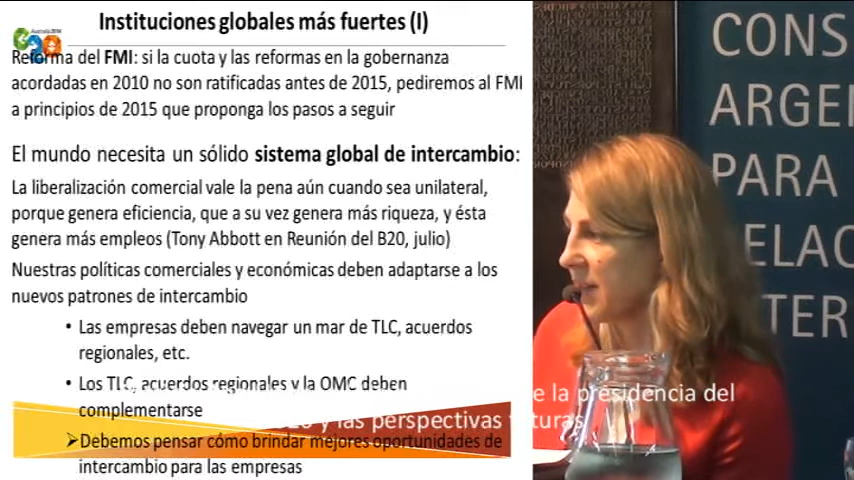 Instituciones globales más fuertes (I)
Australia 2014
Reforma del FMI: si la cuota y las reformas en la gobernanza
acordadas en 2010 no son ratificadas antes de 2015, pediremos al FMI
a principios de 2015 que proponga los pasos a seguir
El mundo necesita un sólido sistema global de intercambio:
La liberalización comercial vale la pena aún cuando sea unilateral,
porque genera eficiencia, que a su vez genera más riqueza, y ésta
genera más empleos (Tony Abbott en Reunión del B20, julio)
Nuestras políticas comerciales y económicas deben adaptarse a los
nuevos patrones de intercambio
• Las empresas deben navegar un mar de TLC, acuerdos
regionales, etc.
• Los TLC, acuerdos regionales y la OMC deben
complementarse
➢Debemos pensar cómo brindar mejores oportunidades de
intercambio para las empresas
la presidencia del
y las perspectivas futuras
CONS
ARGEN
PARA
ELAC
TER